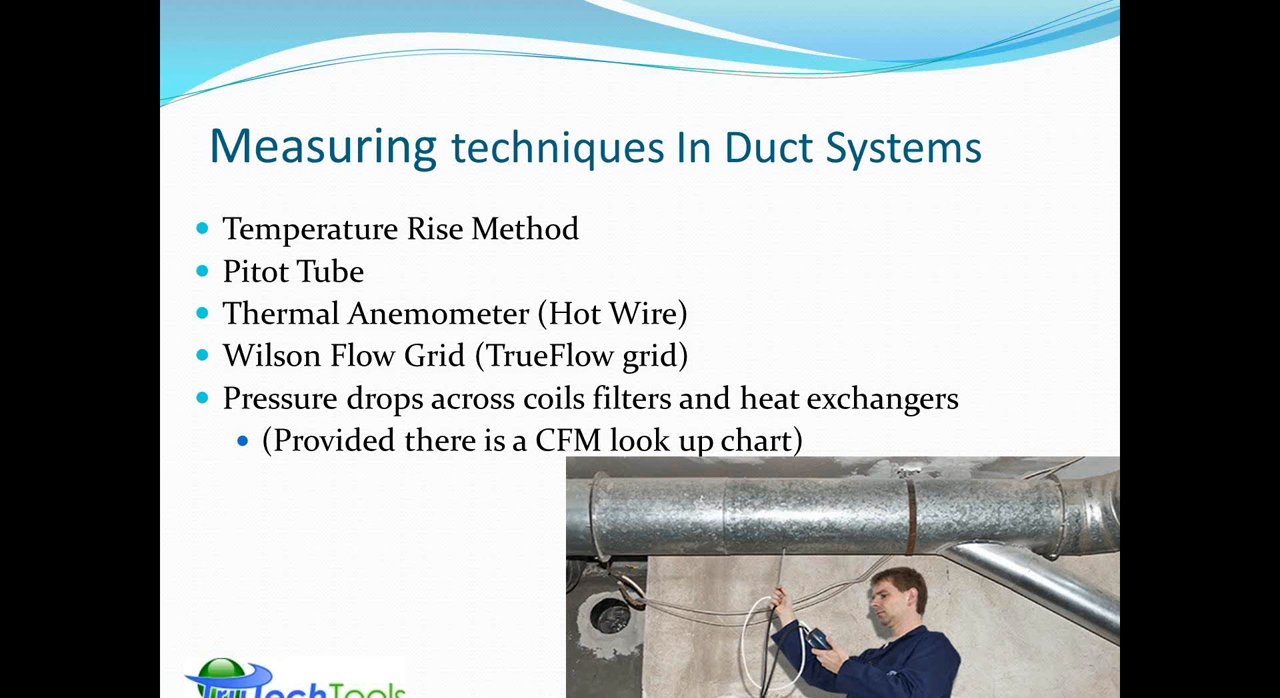 Measuring techniques In Duct Systems
Temperature Rise Method
Pitot Tube
Thermal Anemometer (Hot Wire)
Wilson Flow Grid (TrueFlow grid)
Pressure drops across coils filters and heat exchangers
(Provided there is a CFM look up chart)
TruTechTools